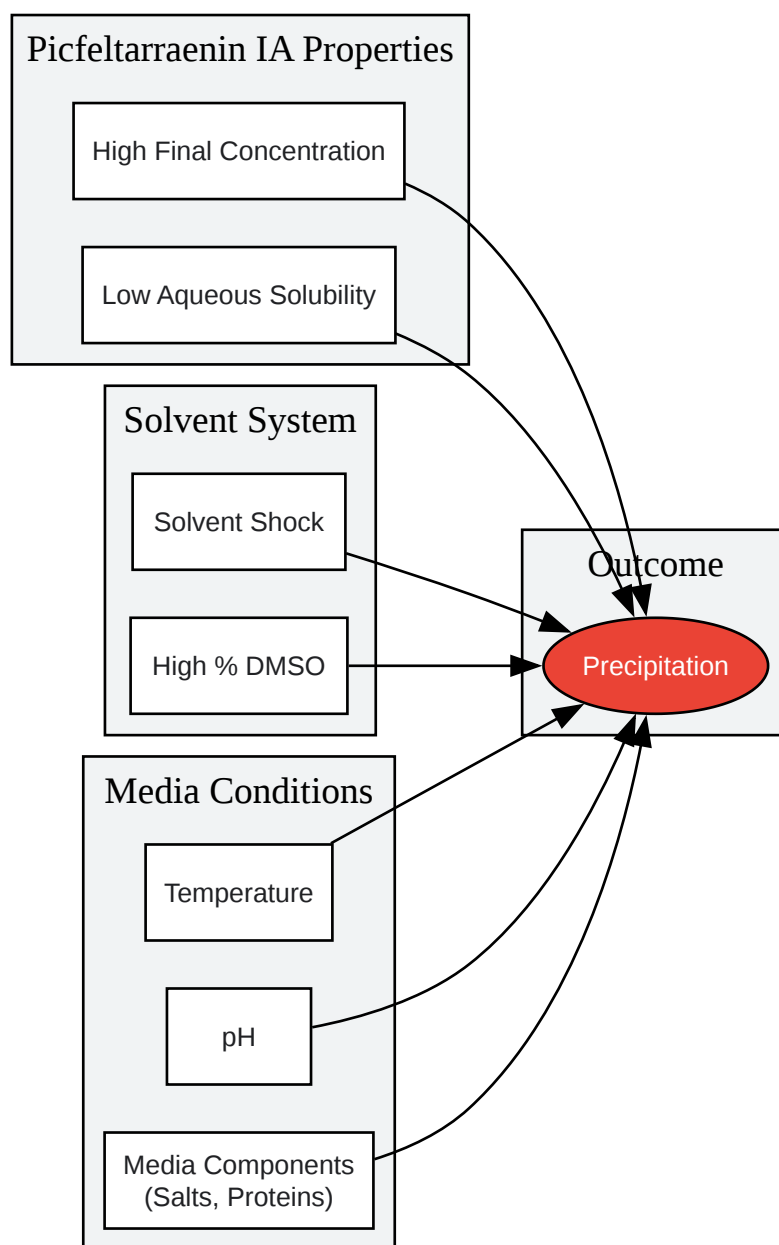 Picfeltarraenin IA Properties
High Final Concentration
Low Aqueous Solubility
Solvent System
Solvent Shock
High % DMSO
Outcome
Precipitation
Media Conditions
Temperature
pH
Media Components
(Salts, Proteins)